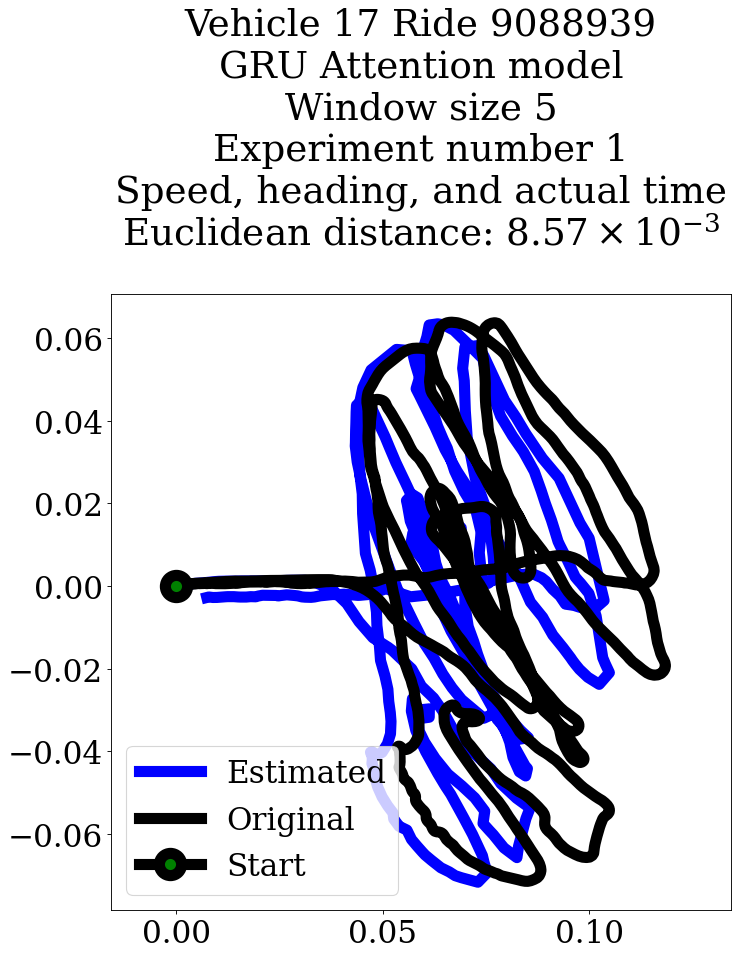 Vehicle 17 Ride 9088939
GRU Attention model
Window size 5
Experiment number 1
Speed, heading, and actual time
Euclidean distance: 8.57 × 10⁻³
0.06
0.04
0.02
0.00
−0.02
−0.04
−0.06
Estimated
Original
Start
0.00 0.05 0.10